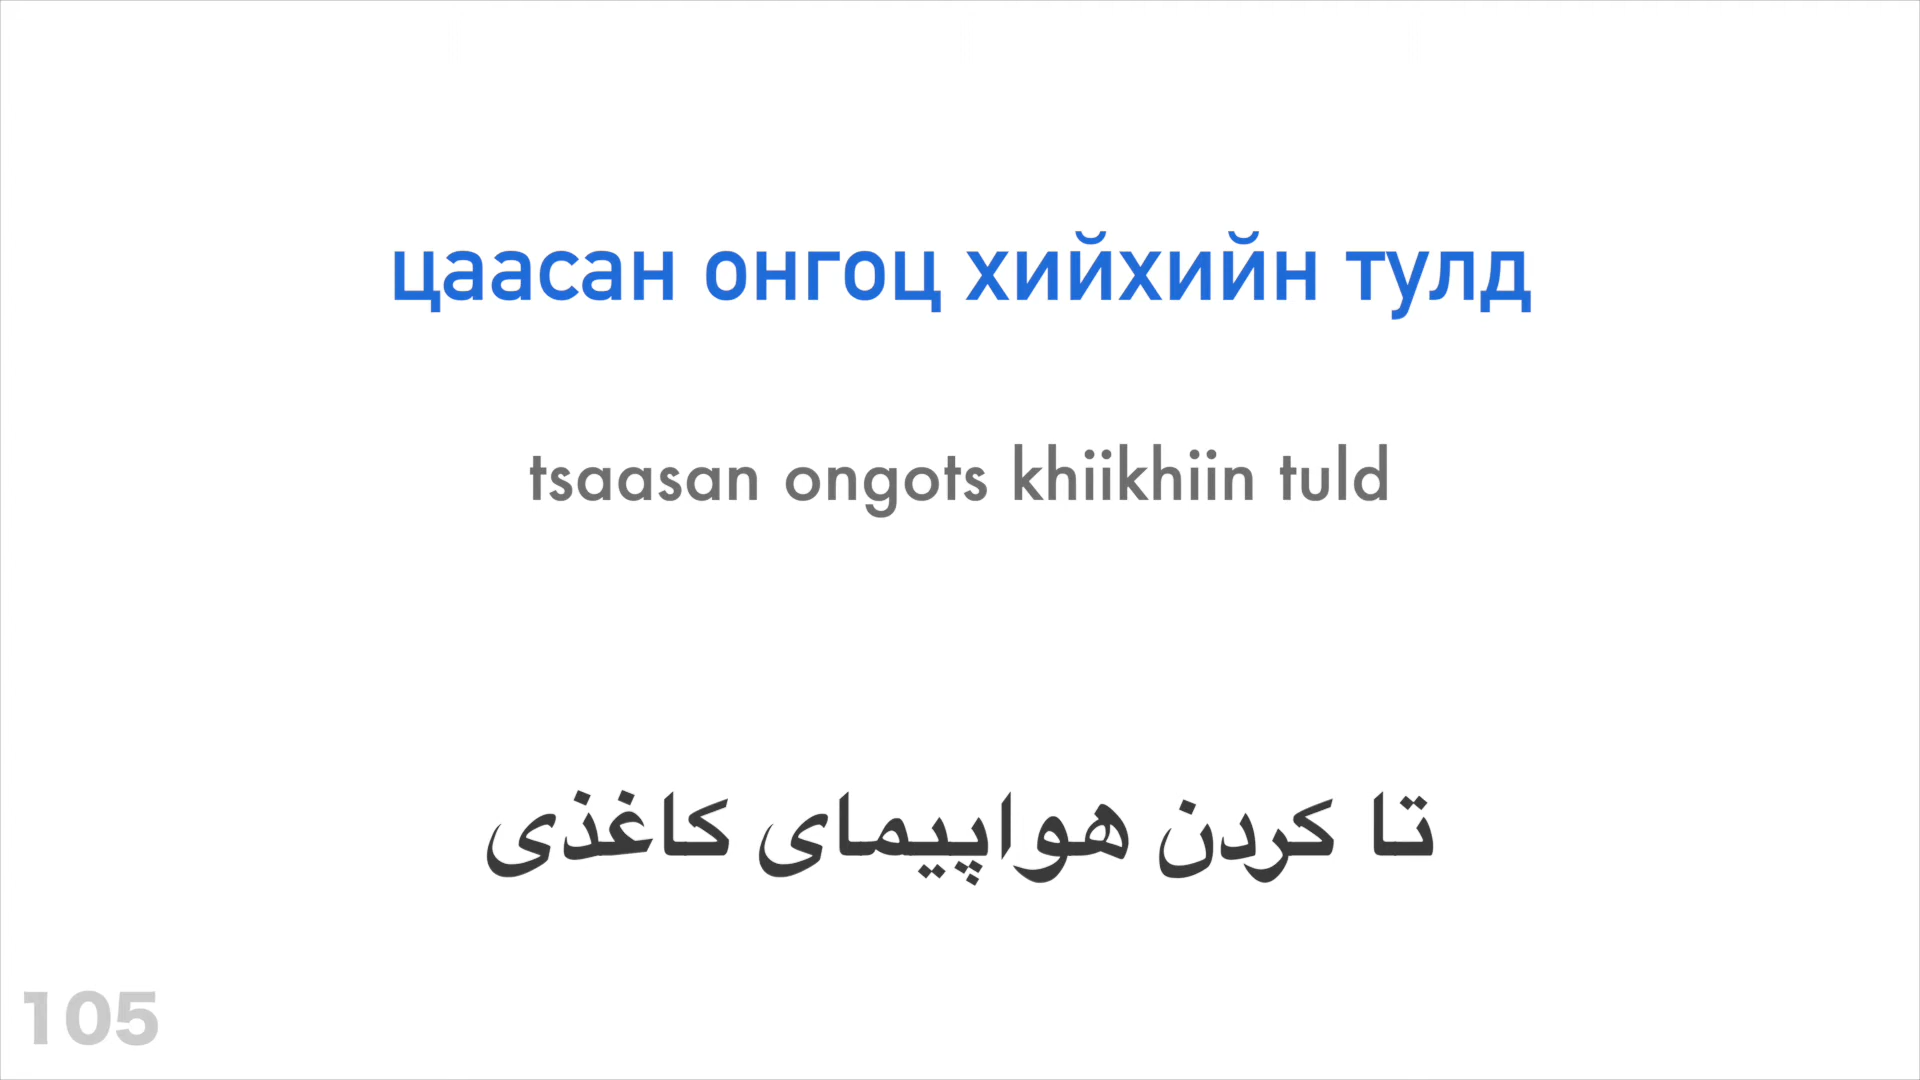 цаасан онгоц хийхийн тулд
tsaasan ongots khiikhiin tuld
تا کردن هواپیمای کاغذی
105